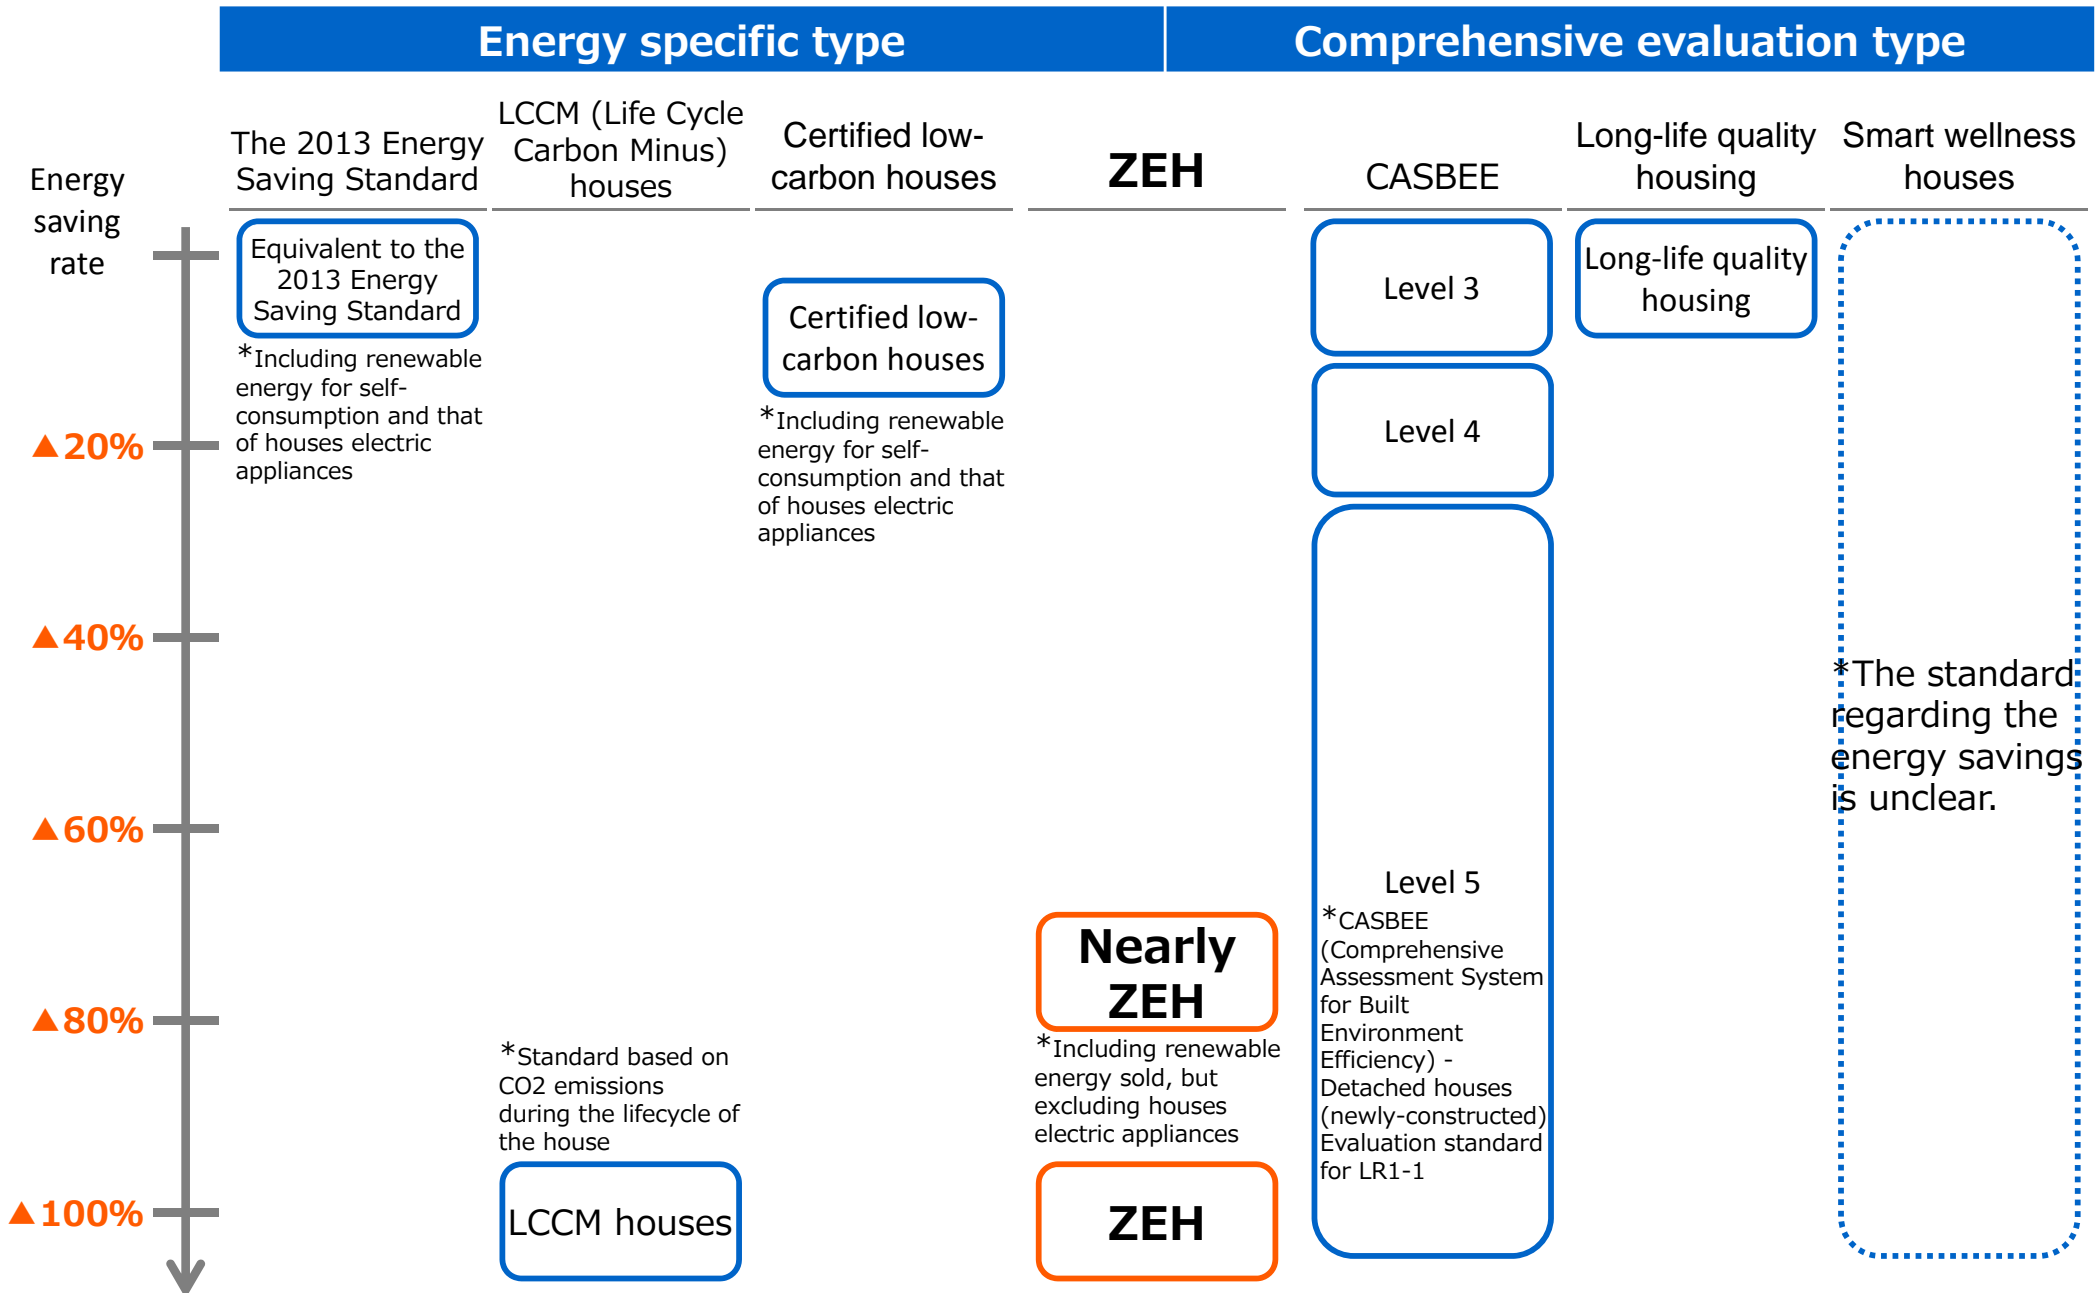 Energy specific type
Comprehensive evaluation type
Energy
saving
rate
The 2013 Energy
Saving Standard
LCCM (Life Cycle
Carbon Minus)
houses
Certified low-
carbon houses
ZEH
CASBEE
Long-life quality
housing
Smart wellness
houses
▲20%
▲40%
▲60%
▲80%
▲100%
Equivalent to the
2013 Energy
Saving Standard
*Including renewable
energy for self-
consumption and that
of houses electric
appliances
*Standard based on
CO2 emissions
during the lifecycle of
the house
LCCM houses
Certified low-
carbon houses
*Including renewable
energy for self-
consumption and that
of houses electric
appliances
Nearly
ZEH
*Including renewable
energy sold, but
excluding houses
electric appliances
ZEH
Level 3
Level 4
Level 5
*CASBEE
(Comprehensive
Assessment System
for Built
Environment
Efficiency) -
Detached houses
(newly-constructed)
Evaluation standard
for LR1-1
Long-life quality
housing
*The standard
regarding the
energy savings
is unclear.